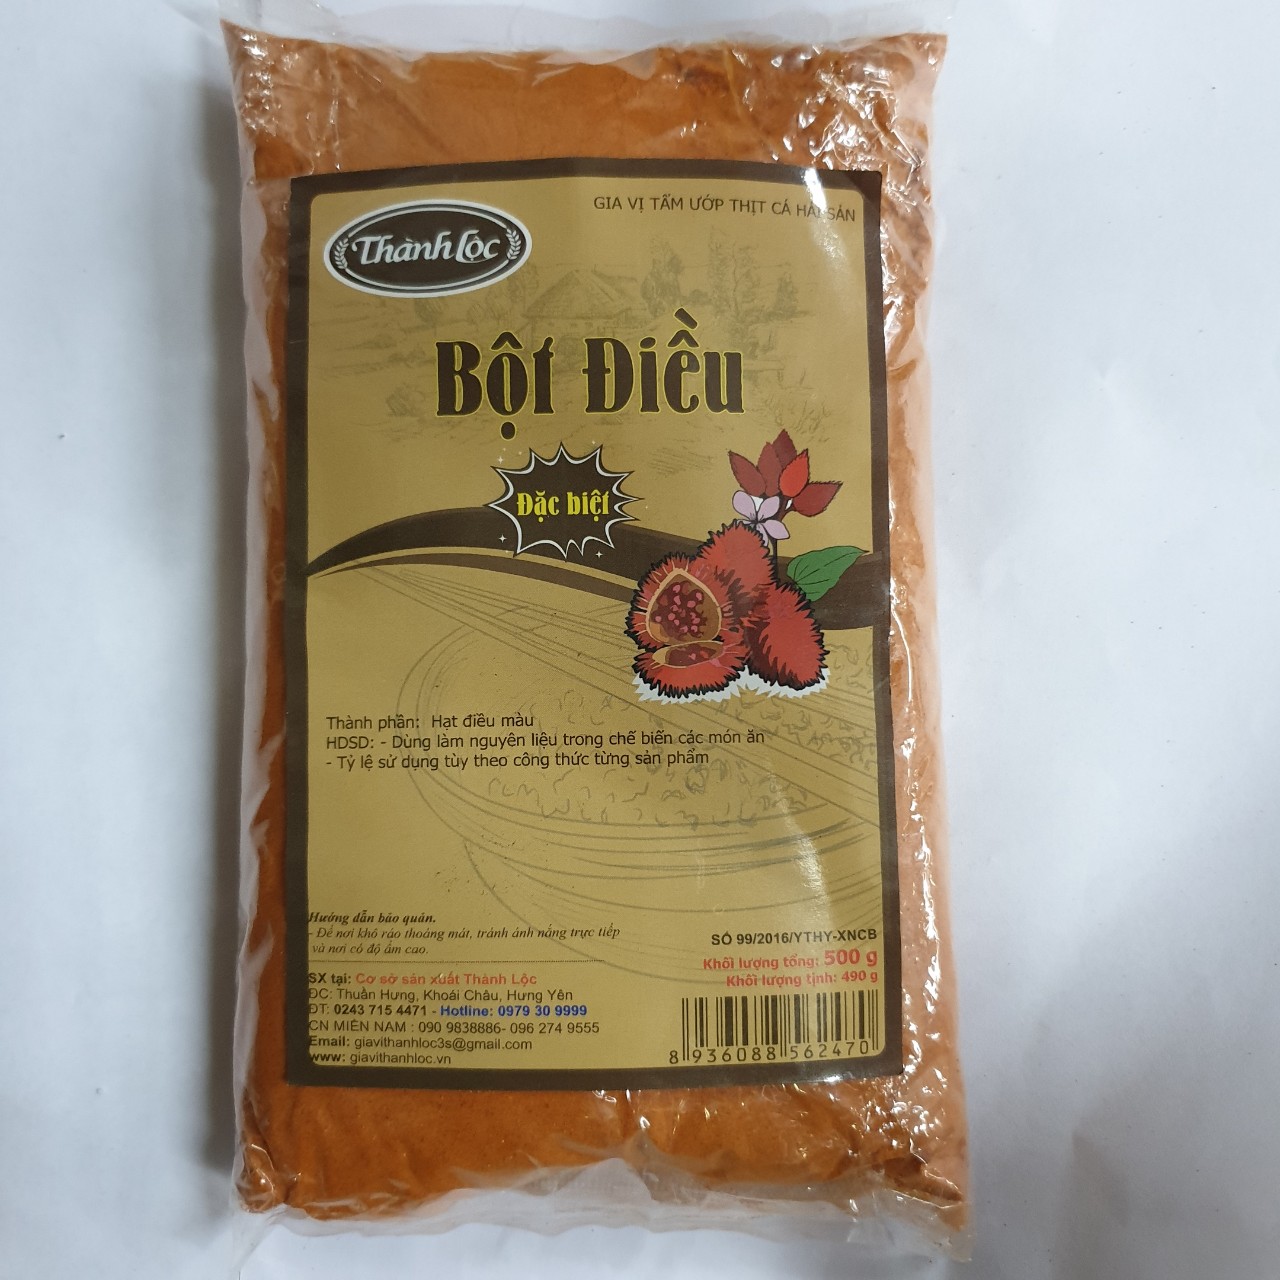 GIA VỊ TẨM ƯỚP THỊT CÁ HẢI SẢN
Thành Lộc
Bột Điều
Đặc biệt
Thành phần: Hạt điều màu
HDSD: - Dùng làm nguyên liệu trong chế biến các món ăn
- Tỷ lệ sử dụng tùy theo công thức từng sản phẩm
Hướng dẫn bảo quản.
- Để nơi khô ráo thoáng mát, trành ánh nắng trực tiếp
và nơi có độ ẩm cao.
SX tại: Cơ sở sản xuất Thành Lộc
ĐC: Thuần Hưng, Khoái Châu, Hưng Yên
ĐT: 0243 715 4471 - Hotline: 0979 30 9999
CN MIỀN NAM : 090 9838886- 096 274 9555
Email: giavithanhloc3s@gmail.com
www: giavithanhloc.vn
SỐ 99/2016/YTHY-XNCB
Khối lượng tổng: 500 g
Khối lượng tịnh: 490 g
8 936088 562470